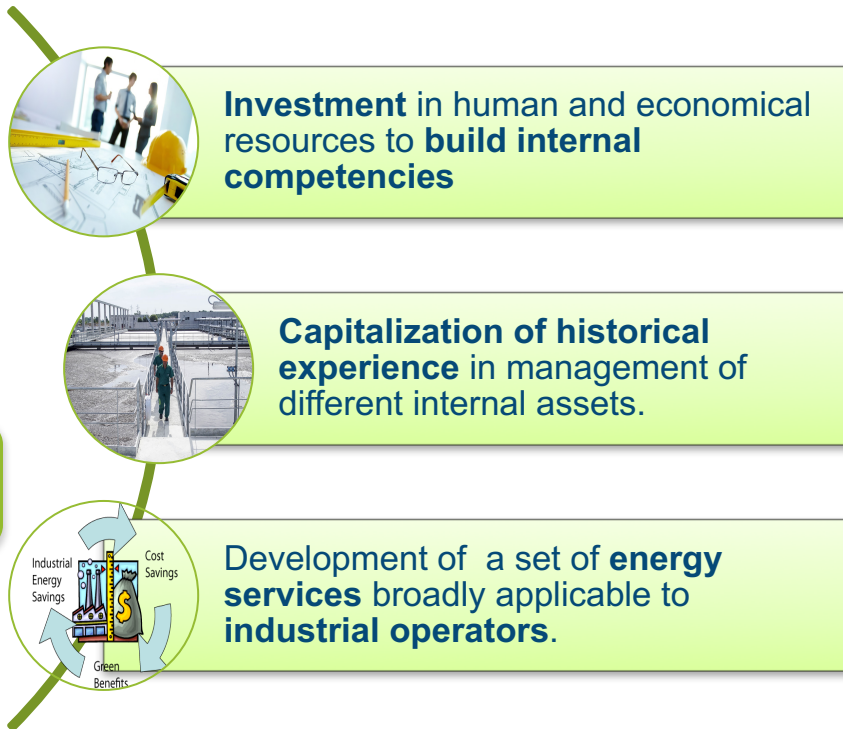 Investment in human and economical
resources to build internal
competencies
Capitalization of historical
experience in management of
different internal assets.
Industrial
Energy
Savings
Cost
Savings
$
Green
Benefits
Development of  a set of energy
services broadly applicable to
industrial operators.